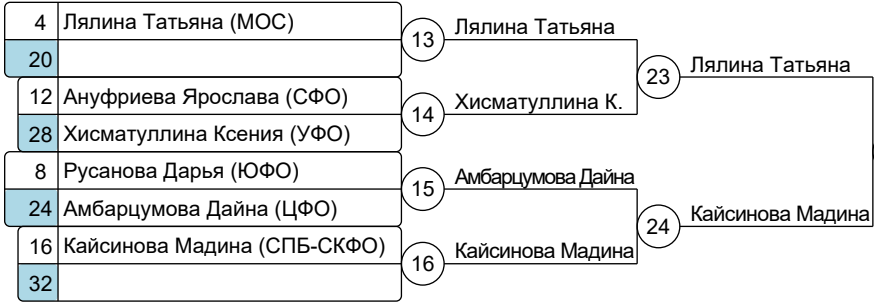 4 Лялина Татьяна (МОС)
20
12 Ануфриева Ярослава (СФО)
28 Хисматуллина Ксения (УФО)
8 Русанова Дарья (ЮФО)
24 Амбарцумова Дайна (ЦФО)
16 Кайсинова Мадина (СПБ-СКФО)
32
13 Лялина Татьяна
14 Хисматуллина К.
15 Амбарцумова Дайна
16 Кайсинова Мадина
23 Лялина Татьяна
24 Кайсинова Мадина